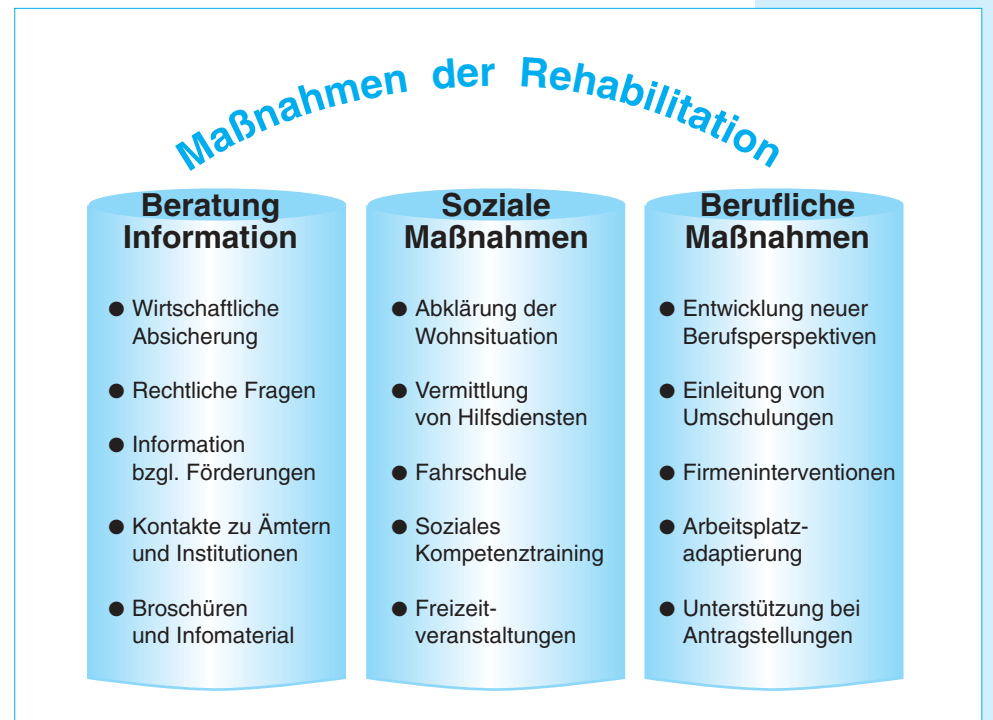 Maßnahmen der Rehabilitation
Beratung
Information
● Wirtschaftliche
Absicherung
● Rechtliche Fragen
● Information
bzgl. Förderungen
● Kontakte zu Ämtern
und Institutionen
● Broschüren
und Infomaterial
Soziale
Maßnahmen
● Abklärung der
Wohnsituation
● Vermittlung
von Hilfsdiensten
● Fahrschule
● Soziales
Kompetenztraining
● Freizeit-
veranstaltungen
Berufliche
Maßnahmen
● Entwicklung neuer
Berufsperspektiven
● Einleitung von
Umschulungen
● Firmeninterventionen
● Arbeitsplatz-
adaptierung
● Unterstützung bei
Antragstellungen